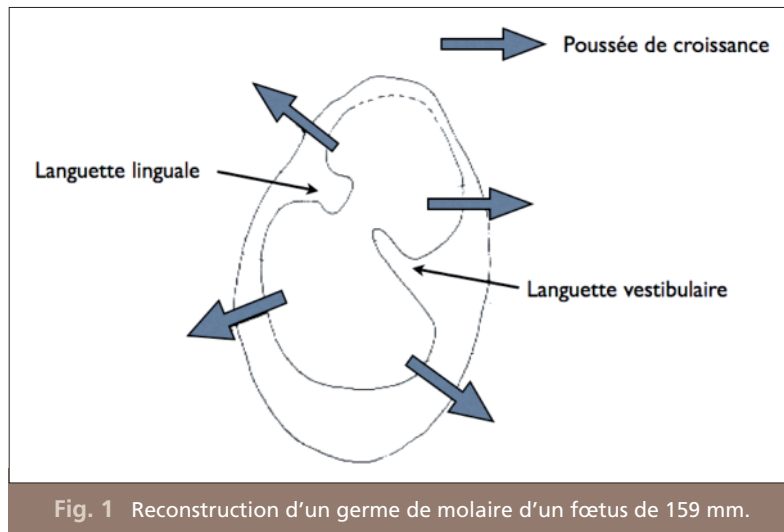 Poussée de croissance
Languette linguale
Languette vestibulaire
Fig. 1 Reconstruction d'un germe de molaire d'un fœtus de 159 mm.